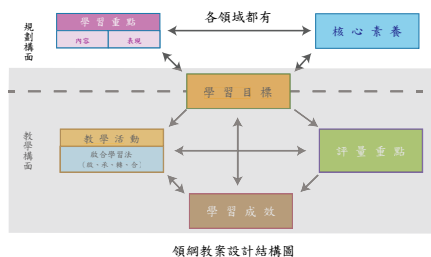 各領域都有
學習重點
內容
表現
核心素養
規劃構面
學習目標
教學構面
教學活動
啟合學習法
(啟、承、轉、合)
評量重點
學習成效
領綱教案設計結構圖